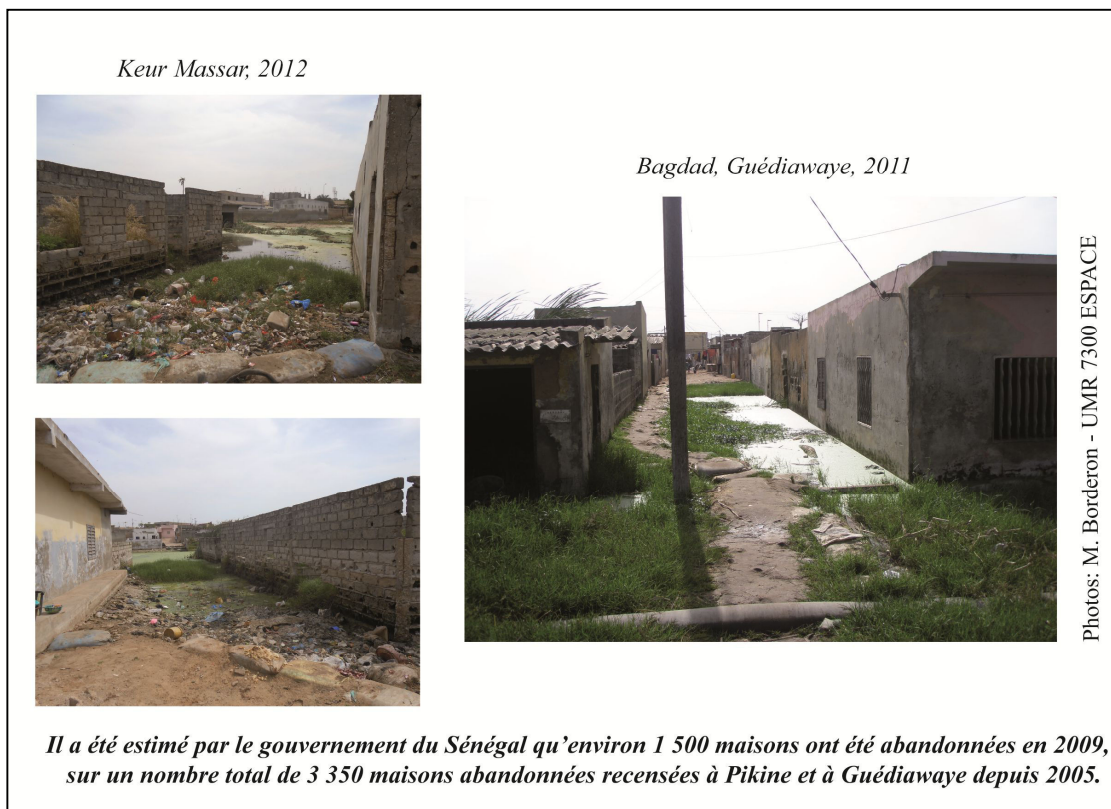 Keur Massar, 2012
Bagdad, Guédiawaye, 2011
Photos: M. Borderon - UMR 7300 ESPACE
Il a été estimé par le gouvernement du Sénégal qu’environ 1 500 maisons ont été abandonnées en 2009,
sur un nombre total de 3 350 maisons abandonnées recensées à Pikine et à Guédiawaye depuis 2005.